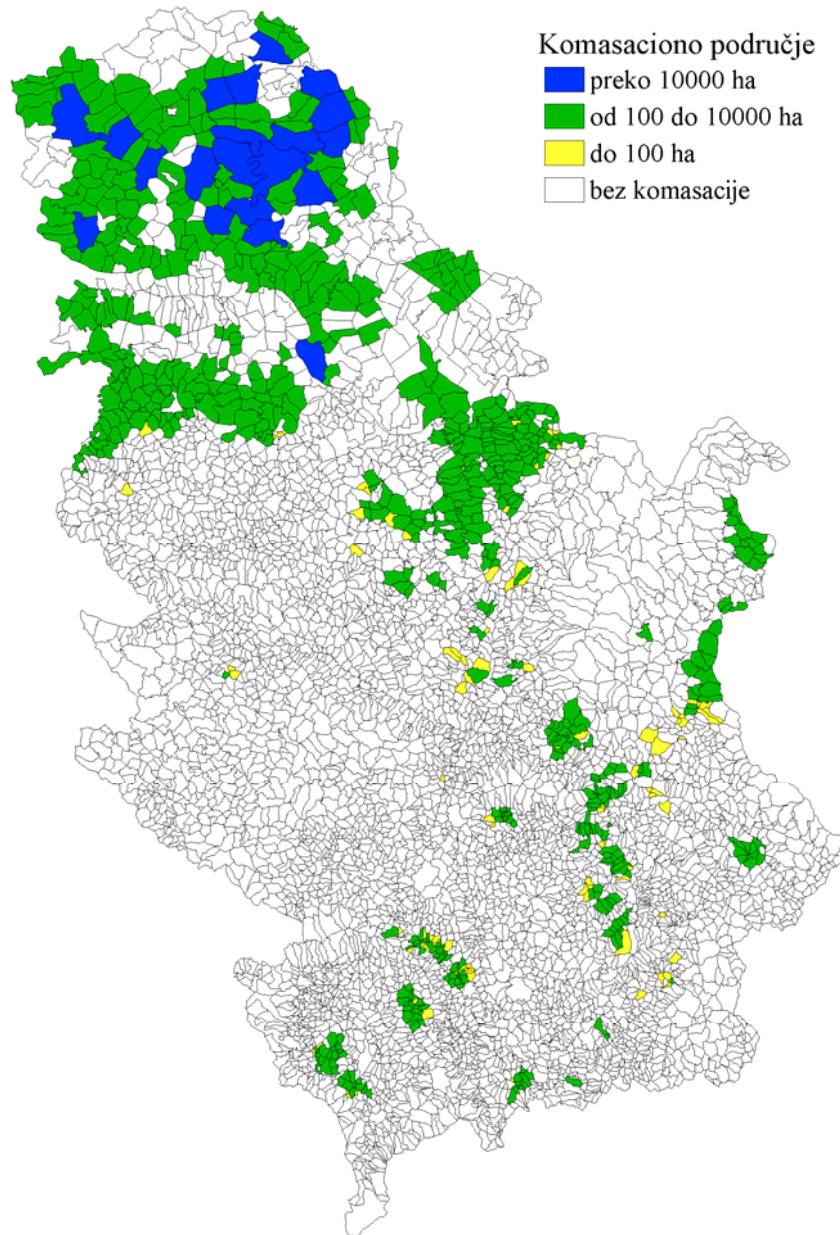 Komasaciono područje
preko 10000 ha
od 100 do 10000 ha
do 100 ha
bez komasacije